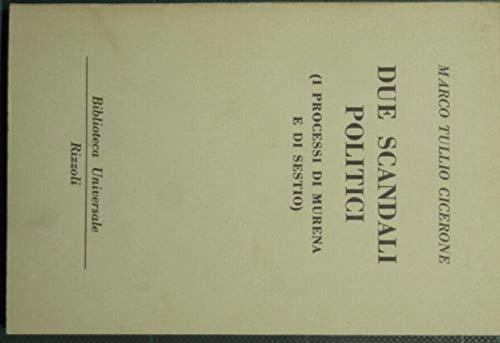 MARCO TULLIO CICERONE
DUE SCANDALI
POLITICI
(I PROCESSI DI MURENA
E DI SESTIO)
Biblioteca Universale
Rizzoli